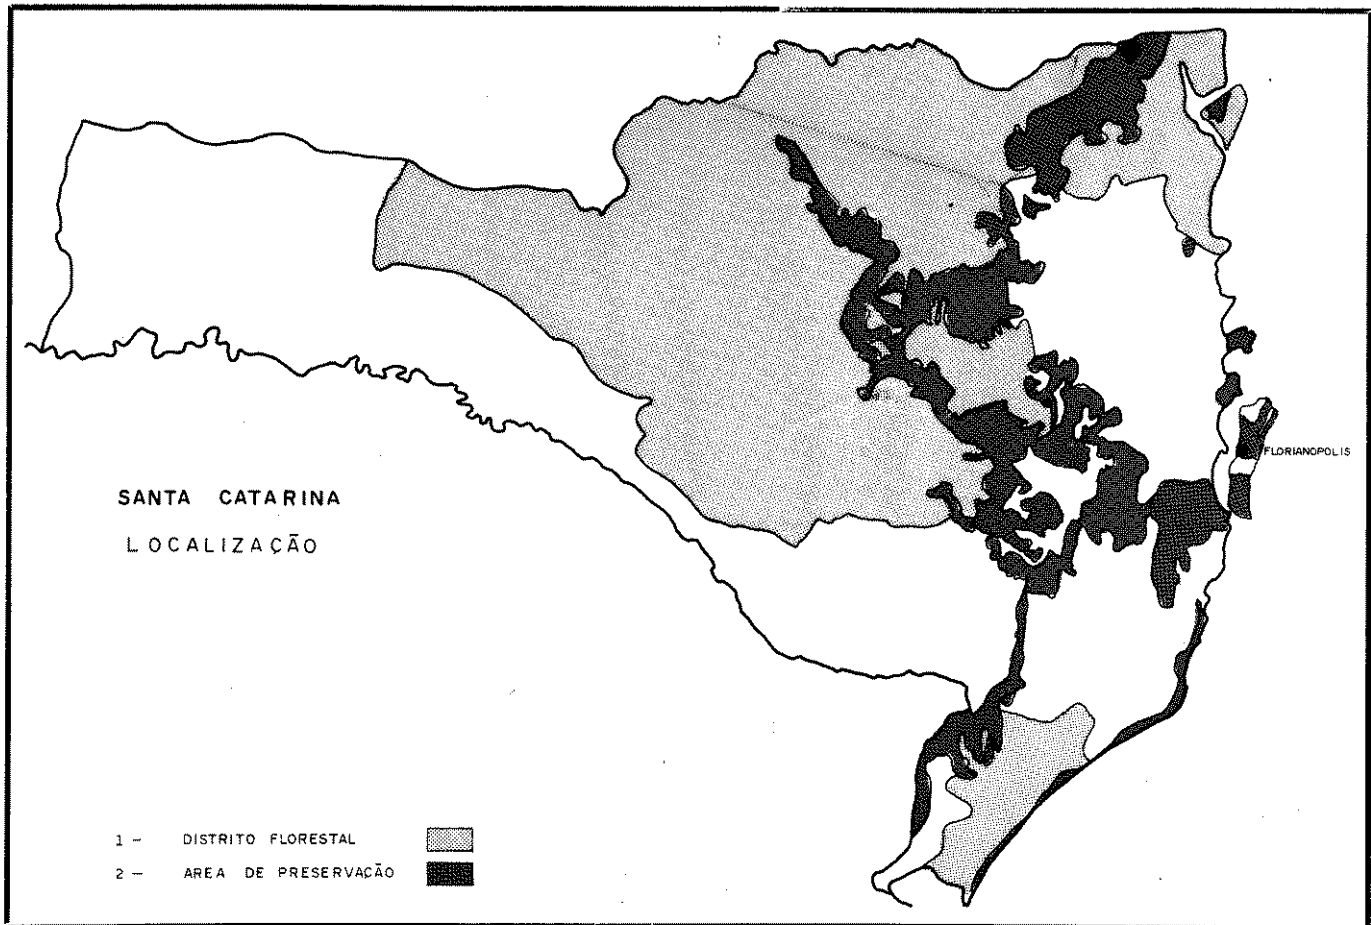 FLORIANOPOLIS
SANTA CATARINA
LOCALIZAÇÃO
1 - DISTRITO FLORESTAL
2 - AREA DE PRESERVAÇÃO